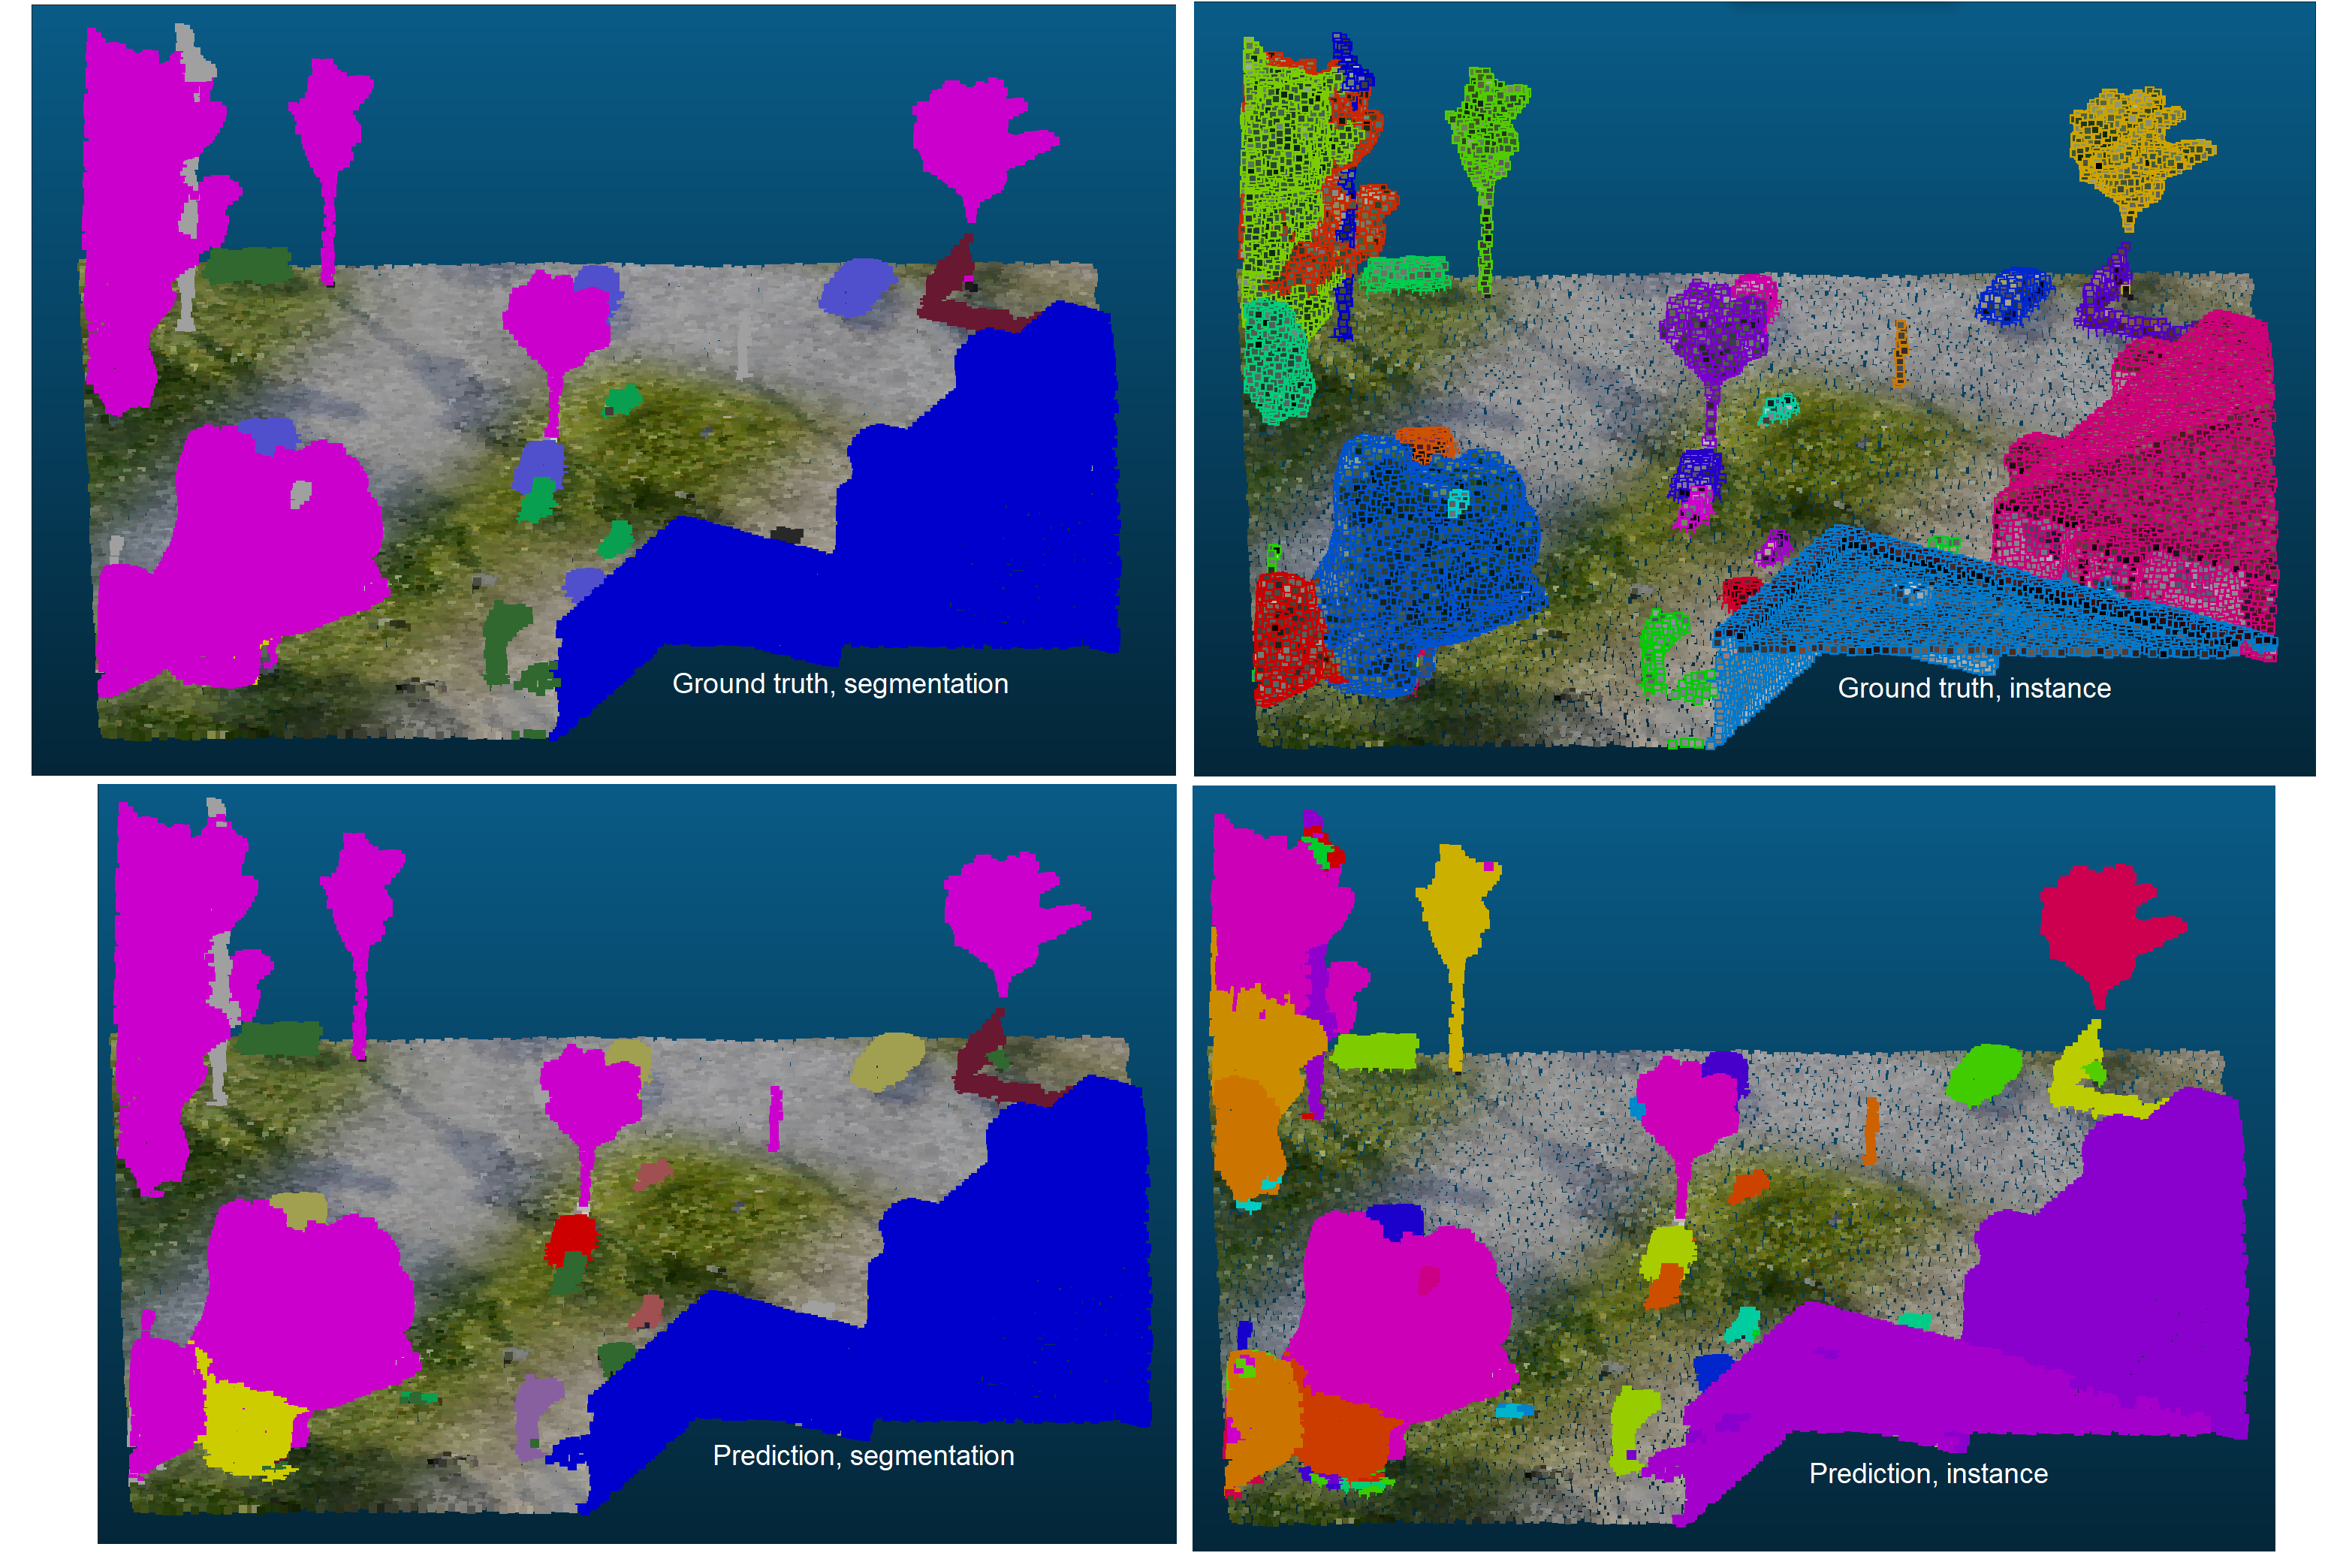 Ground truth, segmentation
Ground truth, instance
Prediction, segmentation
Prediction, instance